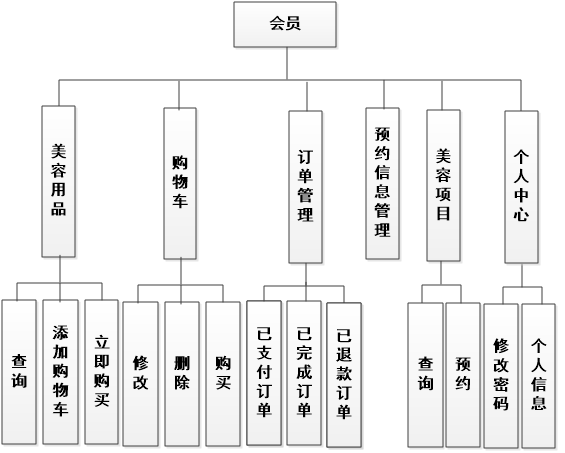 会员
美容用品
购物车
订单管理
预约信息管理
美容项目
个人中心
查询
添加购物车
立即购买
修改
删除
购买
已支付订单
已完成订单
已退款订单
查询
预约
修改密码
个人信息